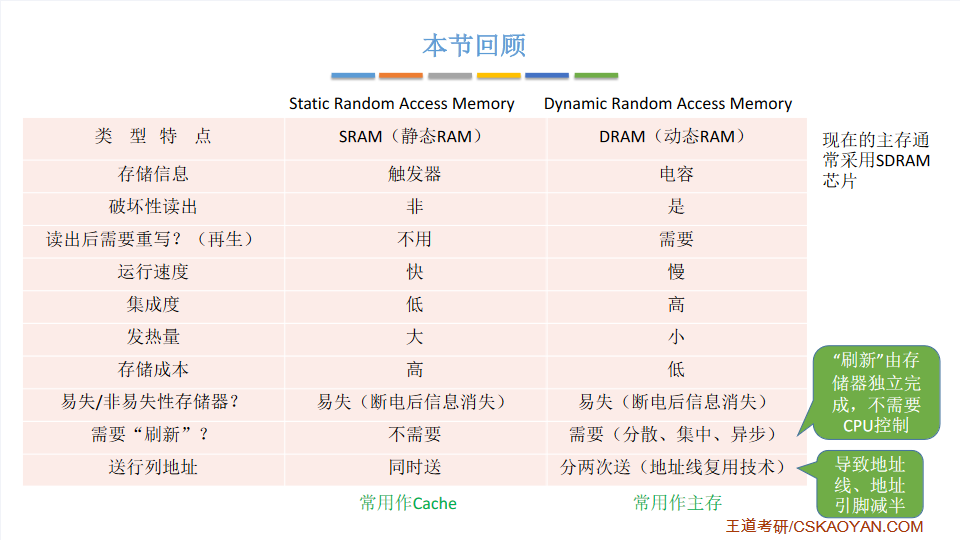 本节回顾
Static Random Access Memory
Dynamic Random Access Memory
类 型 特 点
SRAM（静态RAM）
DRAM（动态RAM）
存储信息
触发器
电容
破坏性读出
非
是
读出后需要重写？（再生）
不用
需要
运行速度
快
慢
集成度
低
高
发热量
大
小
存储成本
高
低
易失/非易失性存储器？
易失（断电后信息消失）
易失（断电后信息消失）
需要“刷新”？
不需要
需要（分散、集中、异步）
送行列地址
同时送
分两次送（地址线复用技术）
常用作Cache
常用作主存
现在的主存通
常采用SDRAM
芯片
“刷新”由存
储器独立完
成，不需要
CPU控制
导致地址
线、地址
引脚减半
王道考研/CSKAOYAN.COM